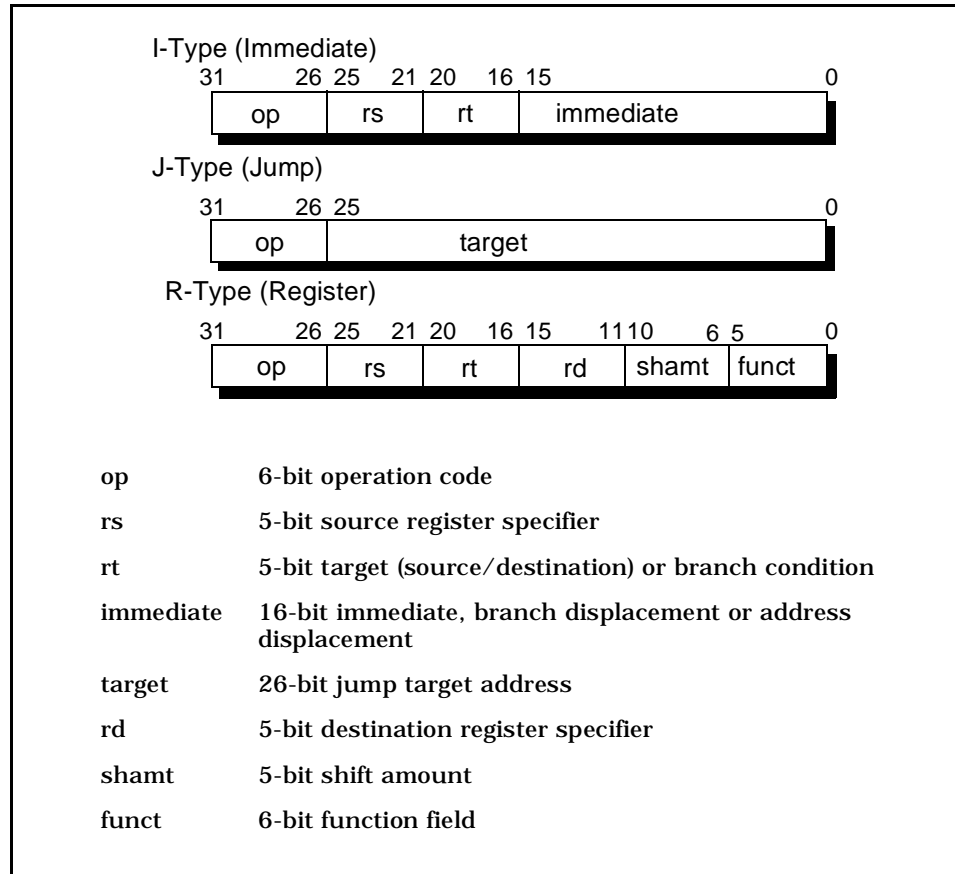 I-Type (Immediate)
31 26 25 21 20 16 15 0
op rs rt immediate
J-Type (Jump)
31 26 25 0
op target
R-Type (Register)
31 26 25 21 20 16 15 11 10 6 5 0
op rs rt rd shamt funct
op 6-bit operation code
rs 5-bit source register specifier
rt 5-bit target (source/destination) or branch condition
immediate 16-bit immediate, branch displacement or address
displacement
target 26-bit jump target address
rd 5-bit destination register specifier
shamt 5-bit shift amount
funct 6-bit function field